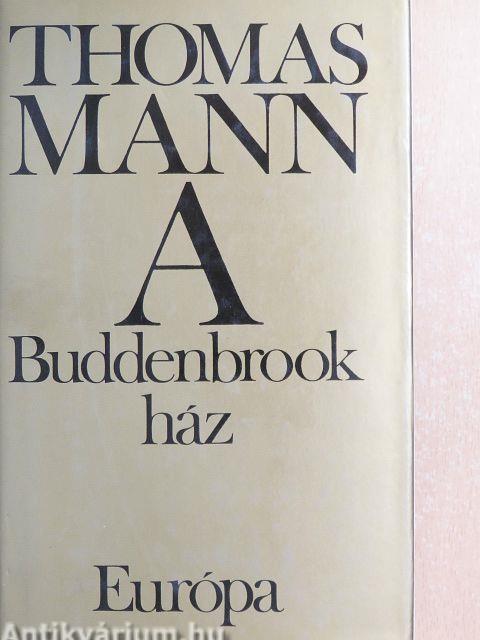 THOMAS
MANN
A
Buddenbrook
ház
Európa
Antikvárium.hu